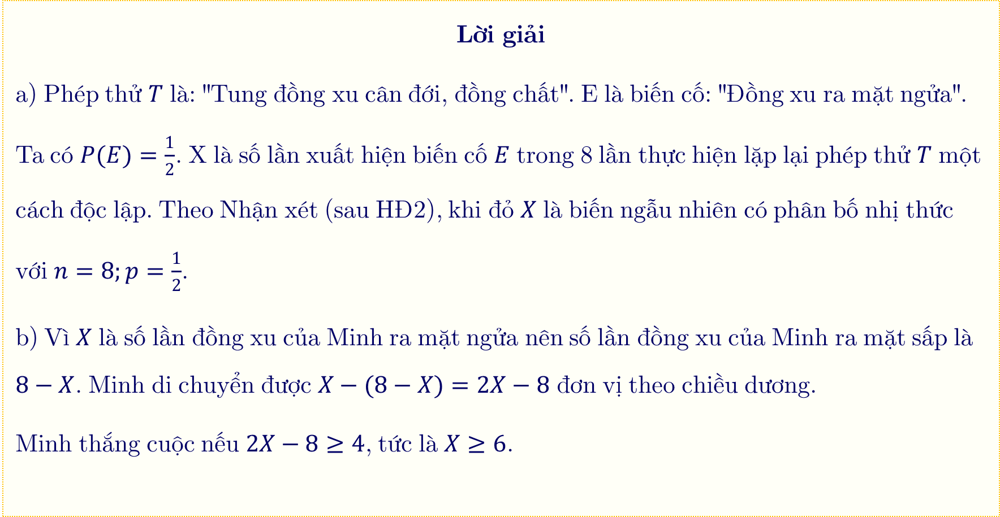 Lời giải
a) Phép thử T là: "Tung đồng xu cân đới, đồng chất". E là biến cố: "Đồng xu ra mặt ngửa".
Ta có P(E) = 1/2. X là số lần xuất hiện biến cố E trong 8 lần thực hiện lặp lại phép thử T một
cách độc lập. Theo Nhận xét (sau HĐ2), khi đỏ X là biến ngẫu nhiên có phân bố nhị thức
với n = 8; p = 1/2.
b) Vì X là số lần đồng xu của Minh ra mặt ngửa nên số lần đồng xu của Minh ra mặt sấp là
8 − X. Minh di chuyển được X − (8 − X) = 2X − 8 đơn vị theo chiều dương.
Minh thắng cuộc nếu 2X − 8 ≥ 4, tức là X ≥ 6.